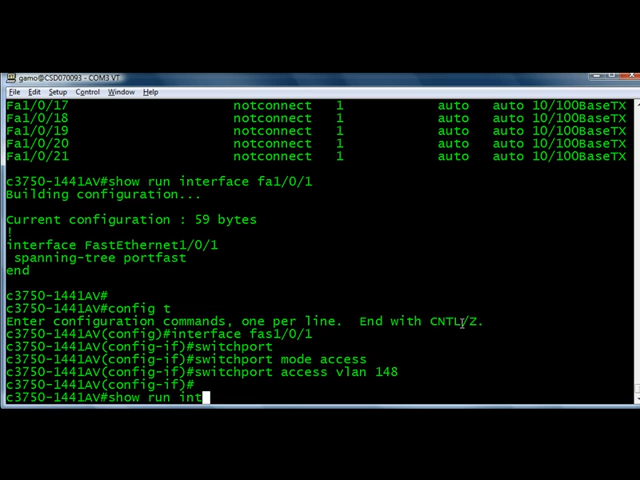 gamo@CSD070093 - COM3 VT
File Edit Setup Control Window Help
Fa1/0/17 notconnect 1 auto auto 10/100BaseTX
Fa1/0/18 notconnect 1 auto auto 10/100BaseTX
Fa1/0/19 notconnect 1 auto auto 10/100BaseTX
Fa1/0/20 notconnect 1 auto auto 10/100BaseTX
Fa1/0/21 notconnect 1 auto auto 10/100BaseTX
c3750-1441AV#show run interface fa1/0/1
Building configuration...
Current configuration : 59 bytes
!
interface FastEthernet1/0/1
spanning-tree portfast
end
c3750-1441AV#
c3750-1441AV#config t
Enter configuration commands, one per line. End with CNTL/Z.
c3750-1441AV(config)#interface fas1/0/1
c3750-1441AV(config-if)#switchport
c3750-1441AV(config-if)#switchport mode access
c3750-1441AV(config-if)#switchport access vlan 148
c3750-1441AV(config-if)#
c3750-1441AV#show run int